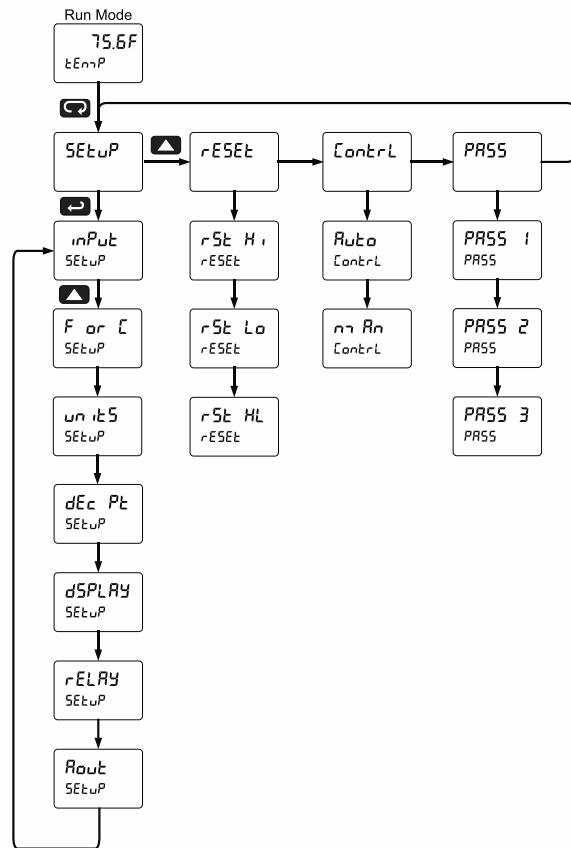 Run Mode
75.6F
tEmP
SEtuP
rESEt
ContrL
PASS
inPut
SEtuP
rSt Hi
rESEt
Auto
ContrL
PASS 1
PASS
F or C
SEtuP
rSt Lo
rESEt
mAn
ContrL
PASS 2
PASS
unitS
SEtuP
rSt HL
rESEt
PASS 3
PASS
dEc Pt
SEtuP
dSPLAY
SEtuP
rELAY
SEtuP
Aout
SEtuP